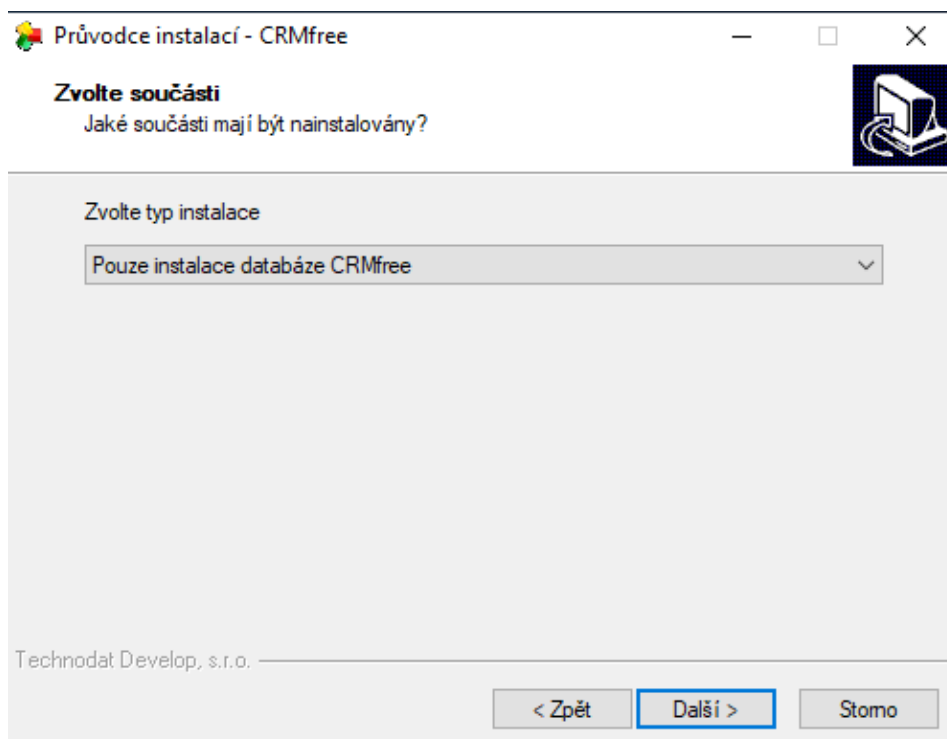 Průvodce instalací - CRMfree
Zvolte součásti
Jaké součásti mají být nainstalovány?
Zvolte typ instalace
Pouze instalace databáze CRMfree
Technodat Develop, s.r.o.
< Zpět Další > Storno